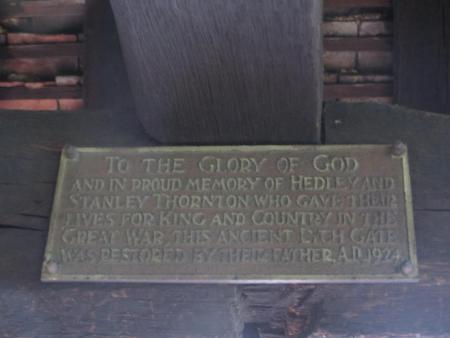 TO THE GLORY OF GOD
AND IN PROUD MEMORY OF HEDLEY AND
STANLEY THORNTON WHO GAVE THEIR
LIVES FOR KING AND COUNTRY IN THE
GREAT WAR, THIS ANCIENT LYCH GATE
WAS RESTORED BY THEIR FATHER, A.D. 1924